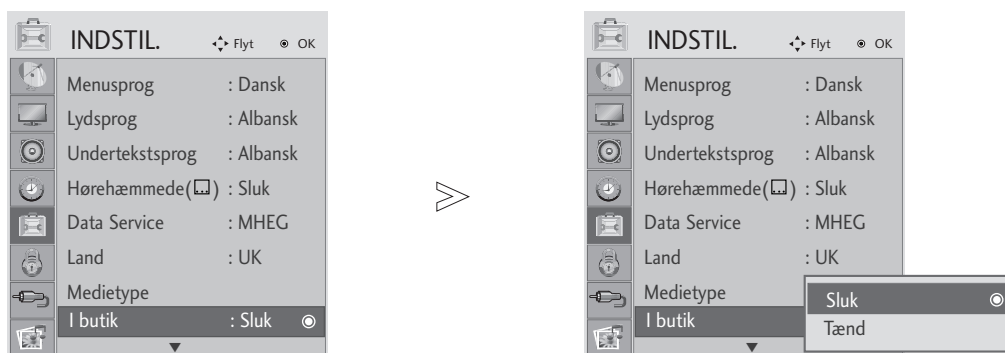 INDSTIL. Flyt OK
Menusprog : Dansk
Lydsprog : Albansk
Undertekstsprog : Albansk
Hørehæmmede( ) : Sluk
Data Service : MHEG
Land : UK
Medietype
I butik : Sluk
INDSTIL. Flyt OK
Menusprog : Dansk
Lydsprog : Albansk
Undertekstsprog : Albansk
Hørehæmmede( ) : Sluk
Data Service : MHEG
Land : UK
Medietype
I butik
Sluk
Tænd